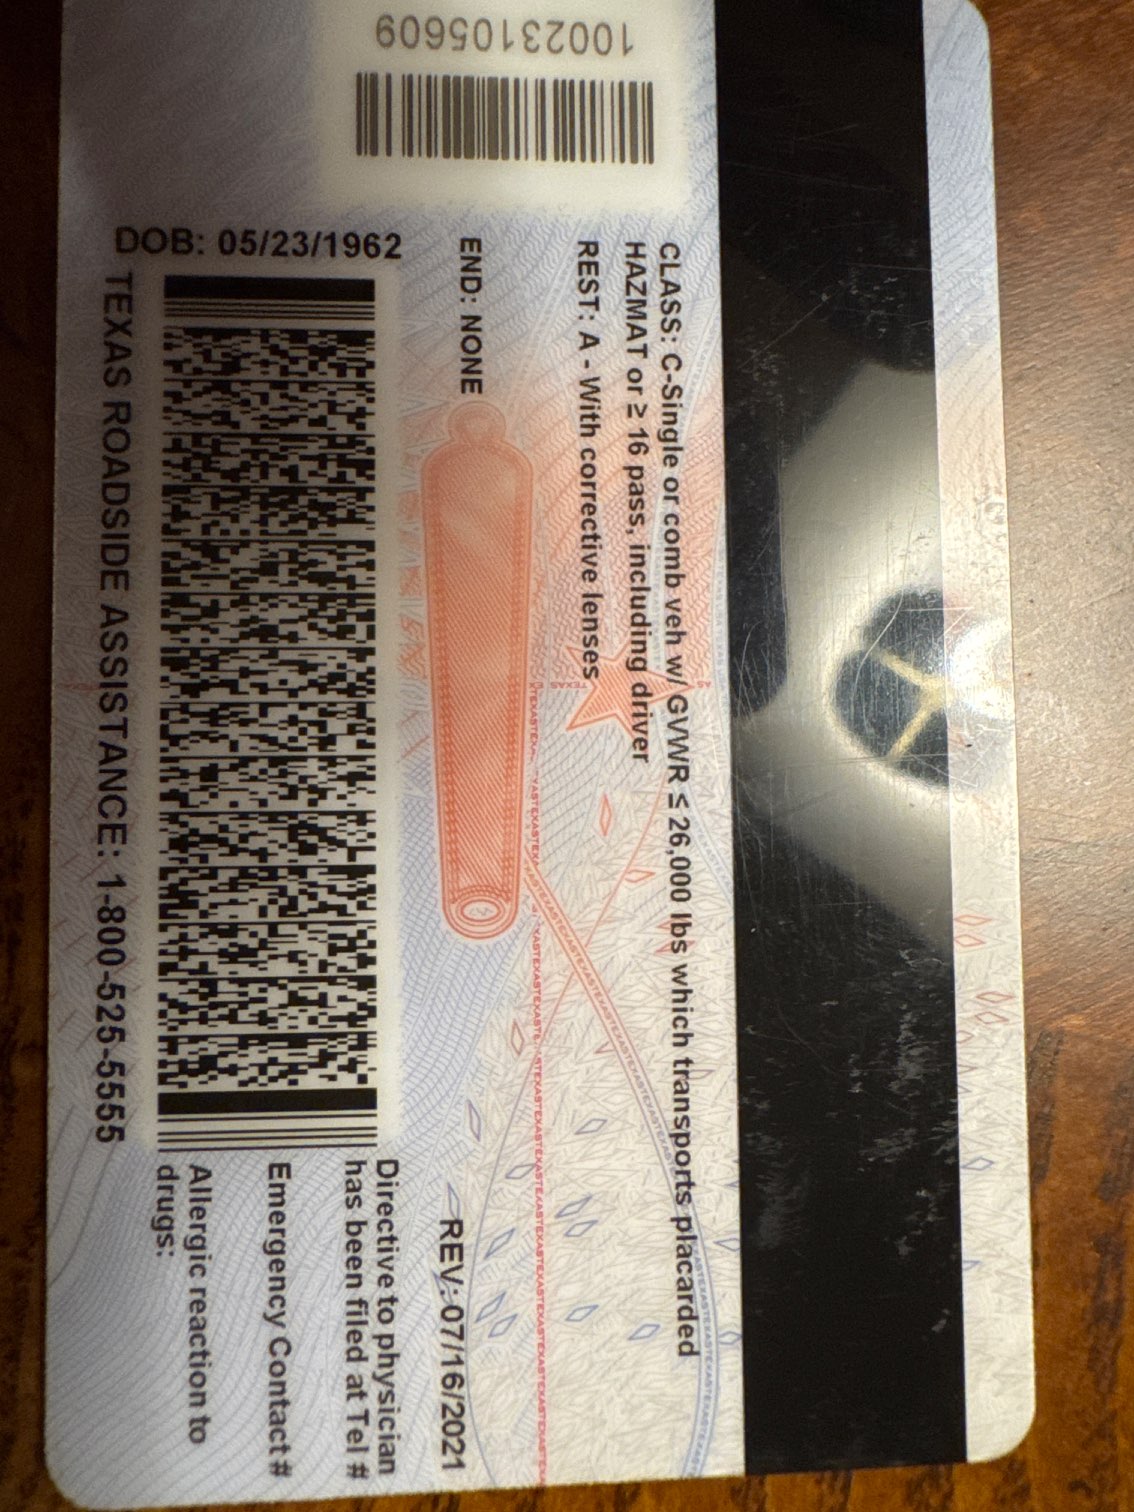 10023105609
CLASS: C-Single or comb veh w/ GVWR ≤ 26,000 lbs which transports placarded
HAZMAT or ≥ 16 pass, including driver
REST: A - With corrective lenses
END: NONE
REV: 07/16/2021
DOB: 05/23/1962
Directive to physician
has been filed at Tel #
Emergency Contact #
Allergic reaction to
drugs:
TEXAS ROADSIDE ASSISTANCE: 1-800-525-5555